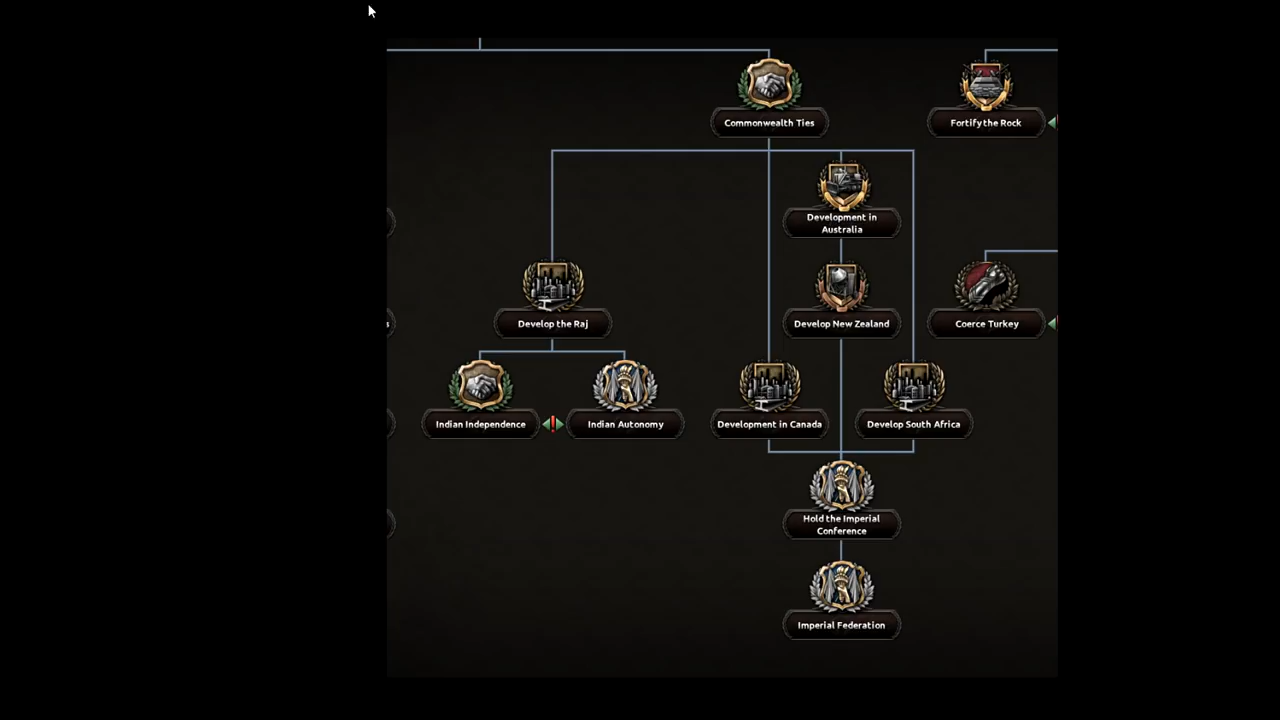 Commonwealth Ties
Fortify the Rock
Development in
Australia
Develop the Raj
Develop New Zealand
Coerce Turkey
Indian Independence
Indian Autonomy
Development in Canada
Develop South Africa
Hold the Imperial
Conference
Imperial Federation